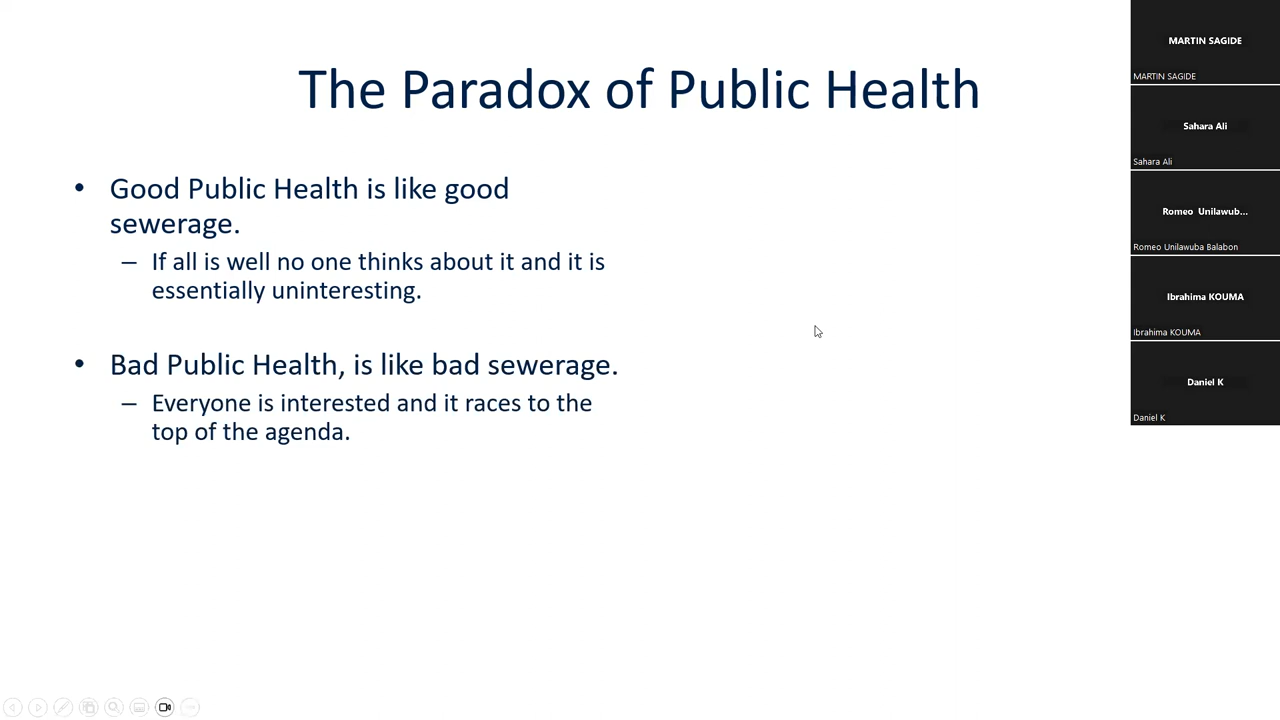 The Paradox of Public Health
• Good Public Health is like good
sewerage.
– If all is well no one thinks about it and it is
essentially uninteresting.
• Bad Public Health, is like bad sewerage.
– Everyone is interested and it races to the
top of the agenda.
MARTIN SAGIDE
MARTIN SAGIDE
Sahara Ali
Sahara Ali
Romeo Unilawub...
Romeo Unilawuba Balabon
Ibrahima KOUMA
Ibrahima KOUMA
Daniel K
Daniel K